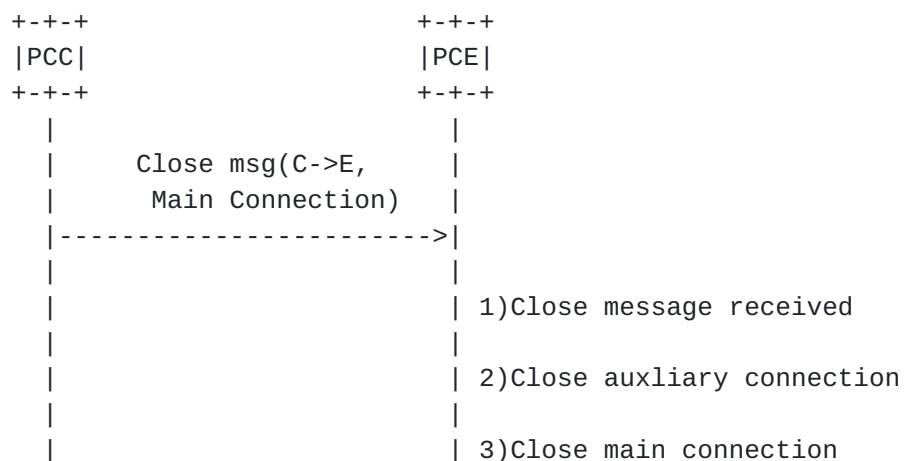 +-+-+                     +-+-+
|PCC|                     |PCE|
+-+-+                     +-+-+
  |                         |
  |     Close msg(C->E,     |
  |      Main Connection)   |
  |------------------------>|
  |                         |
  |                         | 1)Close message received
  |                         |
  |                         | 2)Close auxliary connection
  |                         |
  |                         | 3)Close main connection